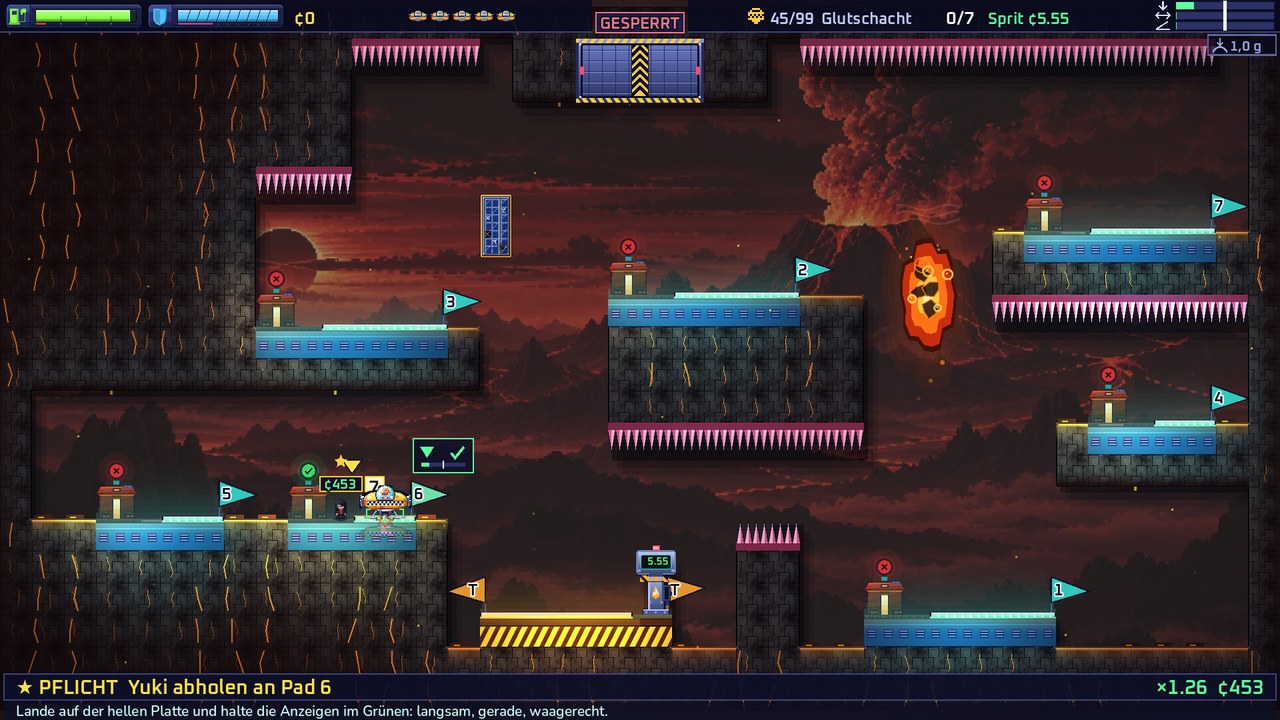 ¢0
GESPERRT
45/99 Glutschacht
0/7
Sprit ¢5.55
1,0 g
7
2
3
4
5
¢453
7
6
5.55
T
T
1
★ PFLICHT Yuki abholen an Pad 6
×1.26 ¢453
Lande auf der hellen Platte und halte die Anzeigen im Grünen: langsam, gerade, waagerecht.